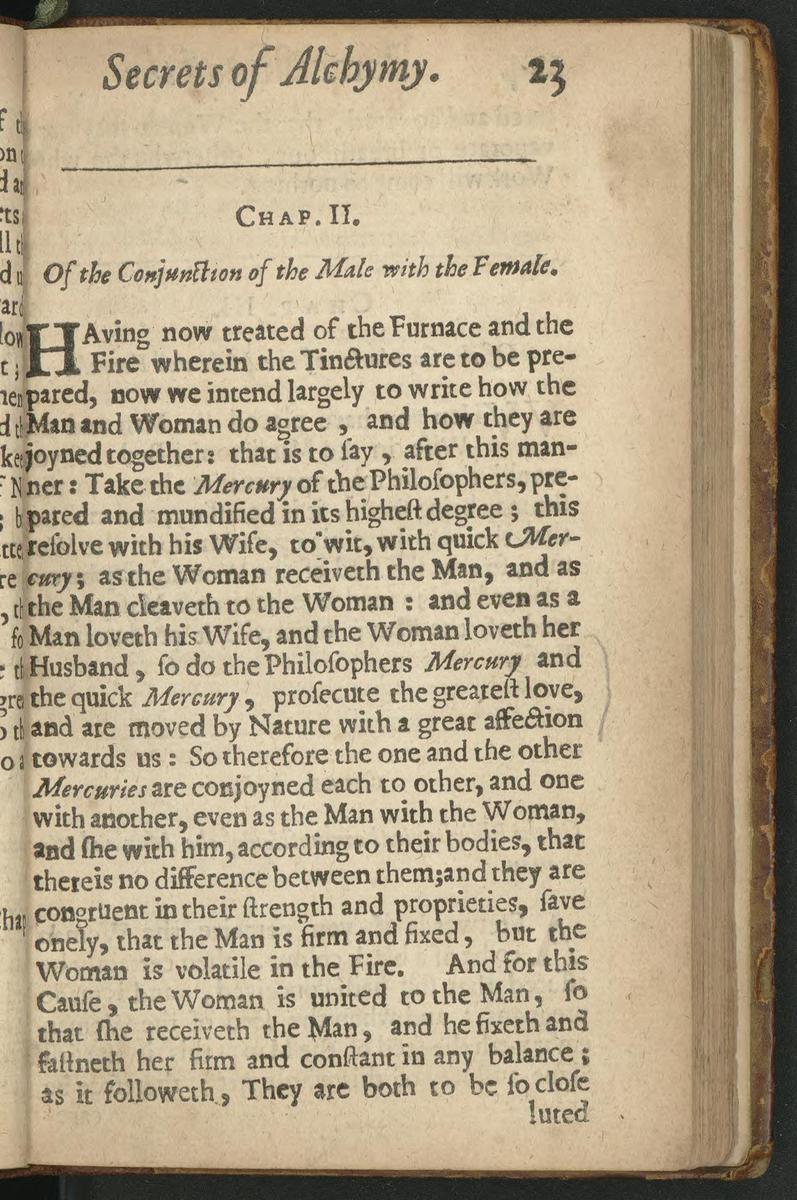 Secrets of Alchymy. 23
CHAP. II.
Of the Conjunction of the Male with the Female.
HAving now treated of the Furnace and the
Fire wherein the Tinctures are to be pre-
pared, now we intend largely to write how the
Man and Woman do agree , and how they are
joyned together: that is to ſay , after this man-
ner : Take the Mercury of the Philoſophers, pre-
pared and mundified in its higheſt degree ; this
reſolve with his Wife, to wit, with quick Mer-
cury ; as the Woman receiveth the Man, and as
the Man cleaveth to the Woman : and even as a
Man loveth his Wife, and the Woman loveth her
Husband , ſo do the Philoſophers Mercury and
the quick Mercury , proſecute the greateſt love,
and are moved by Nature with a great affection
towards us : So therefore the one and the other
Mercuries are conjoyned each to other, and one
with another, even as the Man with the Woman,
and ſhe with him, according to their bodies, that
thereis no difference between them;and they are
congruent in their ſtrength and proprieties, ſave
onely, that the Man is firm and fixed , but the
Woman is volatile in the Fire. And for this
Cauſe , the Woman is united to the Man , ſo
that ſhe receiveth the Man , and he fixeth and
faſtneth her firm and conſtant in any balance ;
as it followeth , They are both to be ſo cloſe
luted